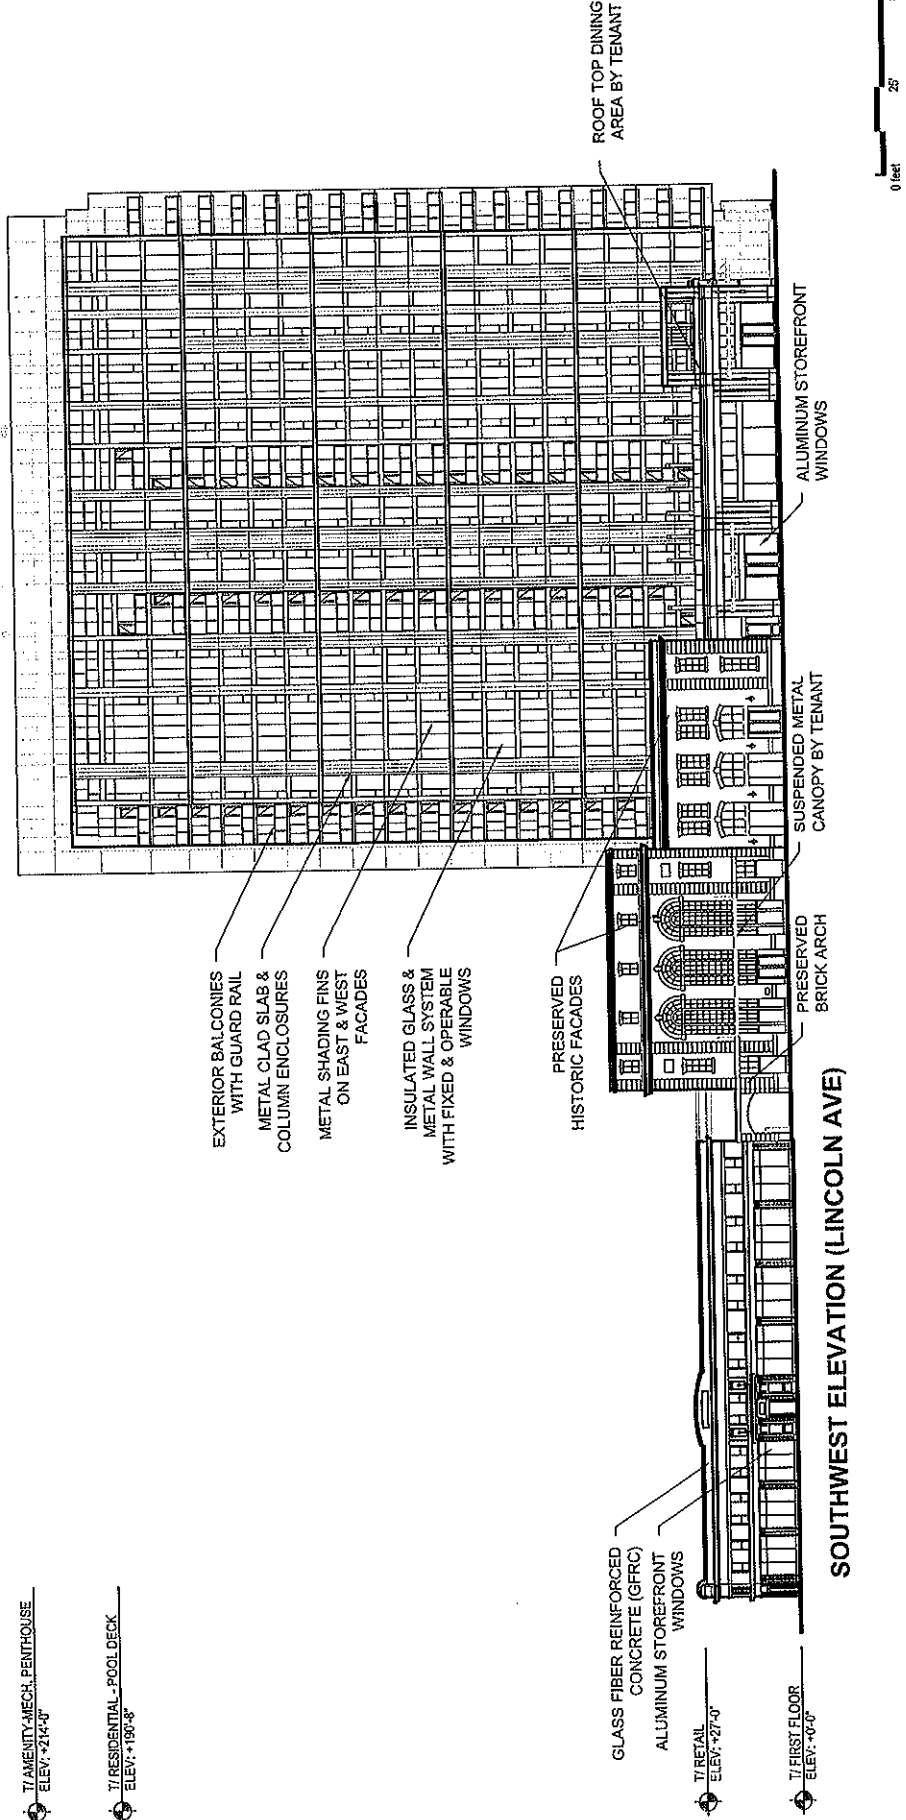 T/ AMENITY-MECH. PENTHOUSE
ELEV: +214'-0"
T/ RESIDENTIAL - POOL DECK
ELEV: +190'-8"
T/ RETAIL
ELEV: +27'-0"
T/ FIRST FLOOR
ELEV: +0'-0"
GLASS FIBER REINFORCED
CONCRETE (GFRC)
ALUMINUM STOREFRONT
WINDOWS
EXTERIOR BALCONIES
WITH GUARD RAIL
METAL CLAD SLAB &
COLUMN ENCLOSURES
METAL SHADING FINS
ON EAST & WEST
FACADES
INSULATED GLASS &
METAL WALL SYSTEM
WITH FIXED & OPERABLE
WINDOWS
PRESERVED
HISTORIC FACADES
PRESERVED
BRICK ARCH
SUSPENDED METAL
CANOPY BY TENANT
ALUMINUM STOREFRONT
WINDOWS
ROOF TOP DINING
AREA BY TENANT
SOUTHWEST ELEVATION (LINCOLN AVE)
0 feet
25'